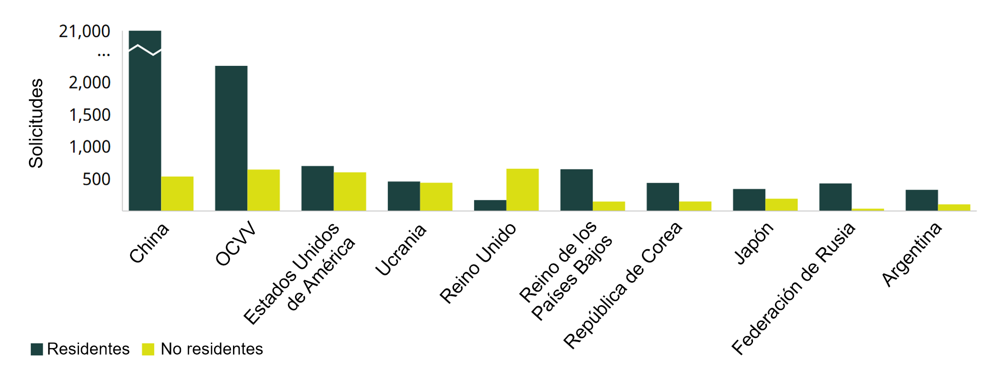 21,000
...
2,000
1,500
1,000
500
Solicitudes
China
OCVV
Estados Unidos
de América
Ucrania
Reino Unido
Reino de los
Países Bajos
República de Corea
Japón
Federación de Rusia
Argentina
Residentes
No residentes